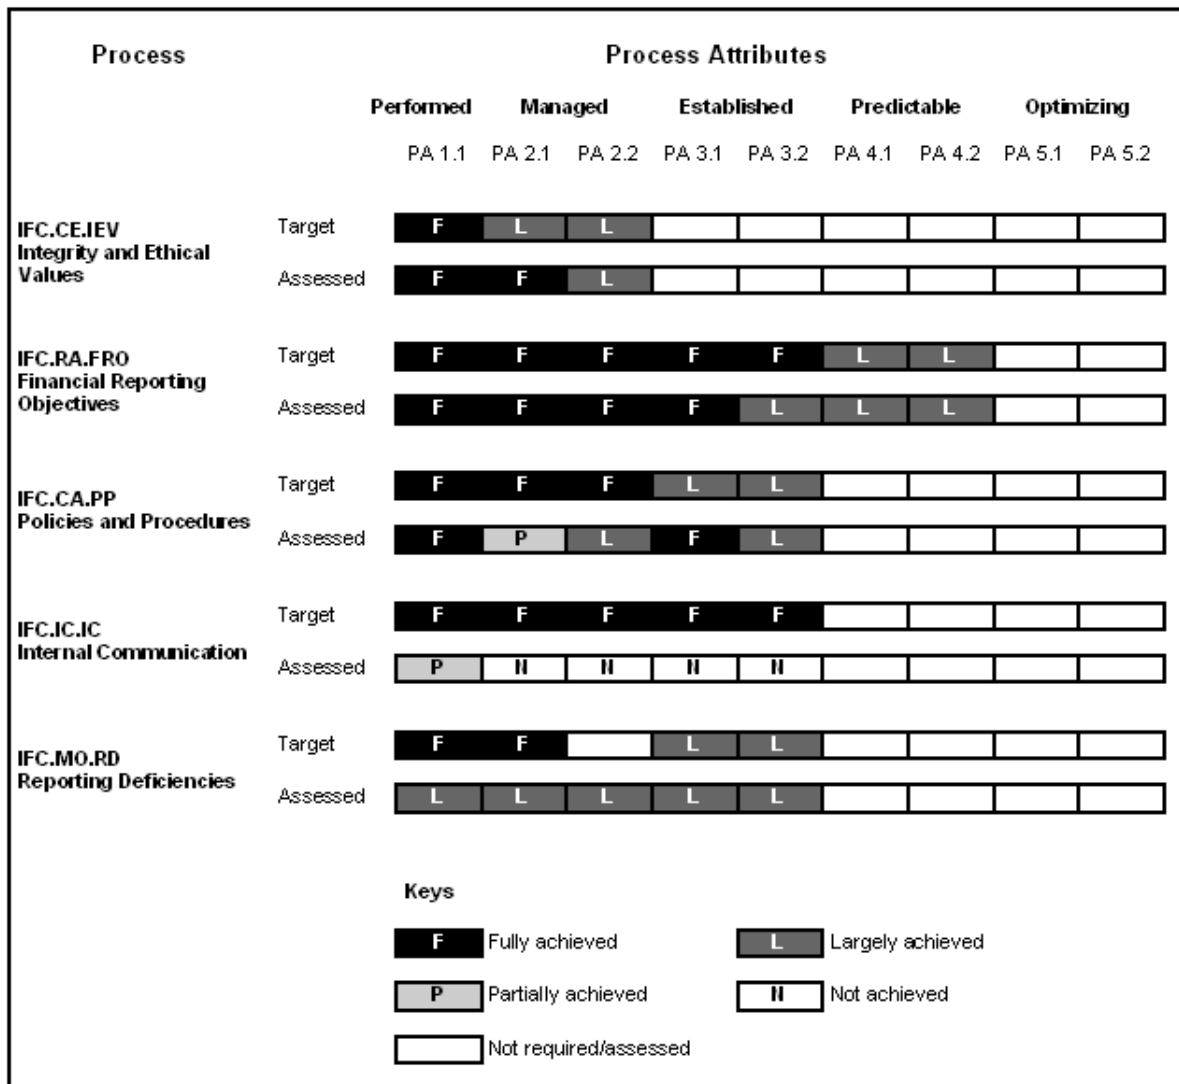 Process Process Attributes
Performed Managed Established Predictable Optimizing
PA 1.1 PA 2.1 PA 2.2 PA 3.1 PA 3.2 PA 4.1 PA 4.2 PA 5.1 PA 5.2
IFC.CE.IEV
Integrity and Ethical
Values
Target F L L
Assessed F F L
IFC.RA.FRO
Financial Reporting
Objectives
Target F F F F F L L
Assessed F F F F L L L
IFC.CA.PP
Policies and Procedures
Target F F F L L
Assessed F P L F L
IFC.IC.IC
Internal Communication
Target F F F F F
Assessed P N N N N
IFC.MO.RD
Reporting Deficiencies
Target F F L L
Assessed L L L L L
Keys
F Fully achieved L Largely achieved
P Partially achieved N Not achieved
Not required/assessed